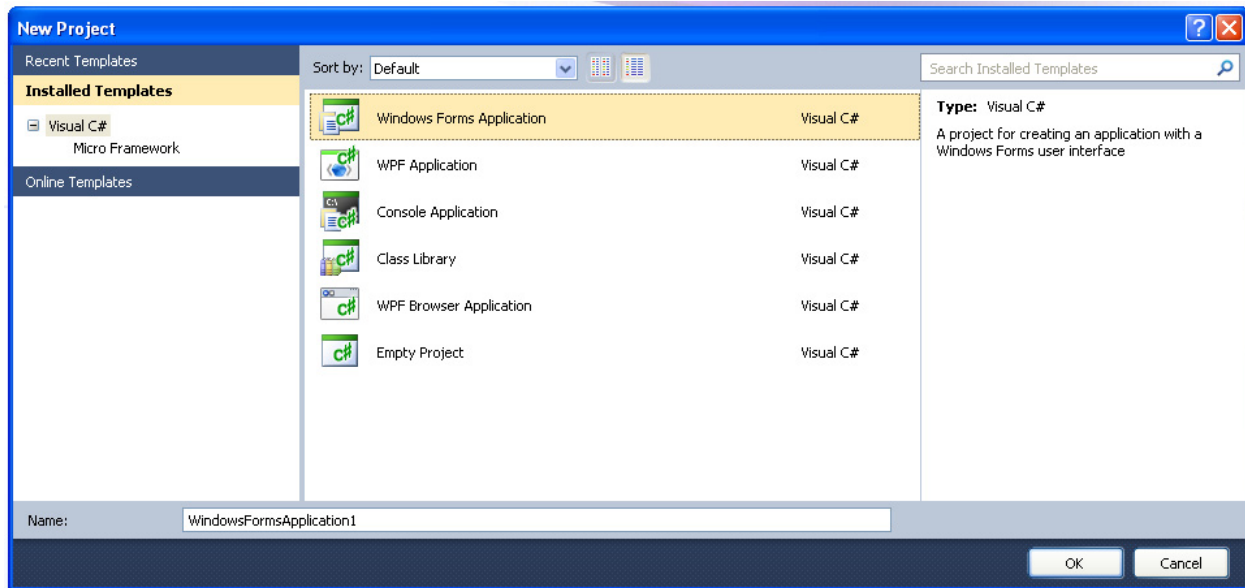 New Project
Recent Templates
Installed Templates
Visual C#
Micro Framework
Online Templates
Sort by: Default
Search Installed Templates
Windows Forms Application Visual C#
WPF Application Visual C#
Console Application Visual C#
Class Library Visual C#
WPF Browser Application Visual C#
Empty Project Visual C#
Type: Visual C#
A project for creating an application with a
Windows Forms user interface
Name: WindowsFormsApplication1
OK Cancel